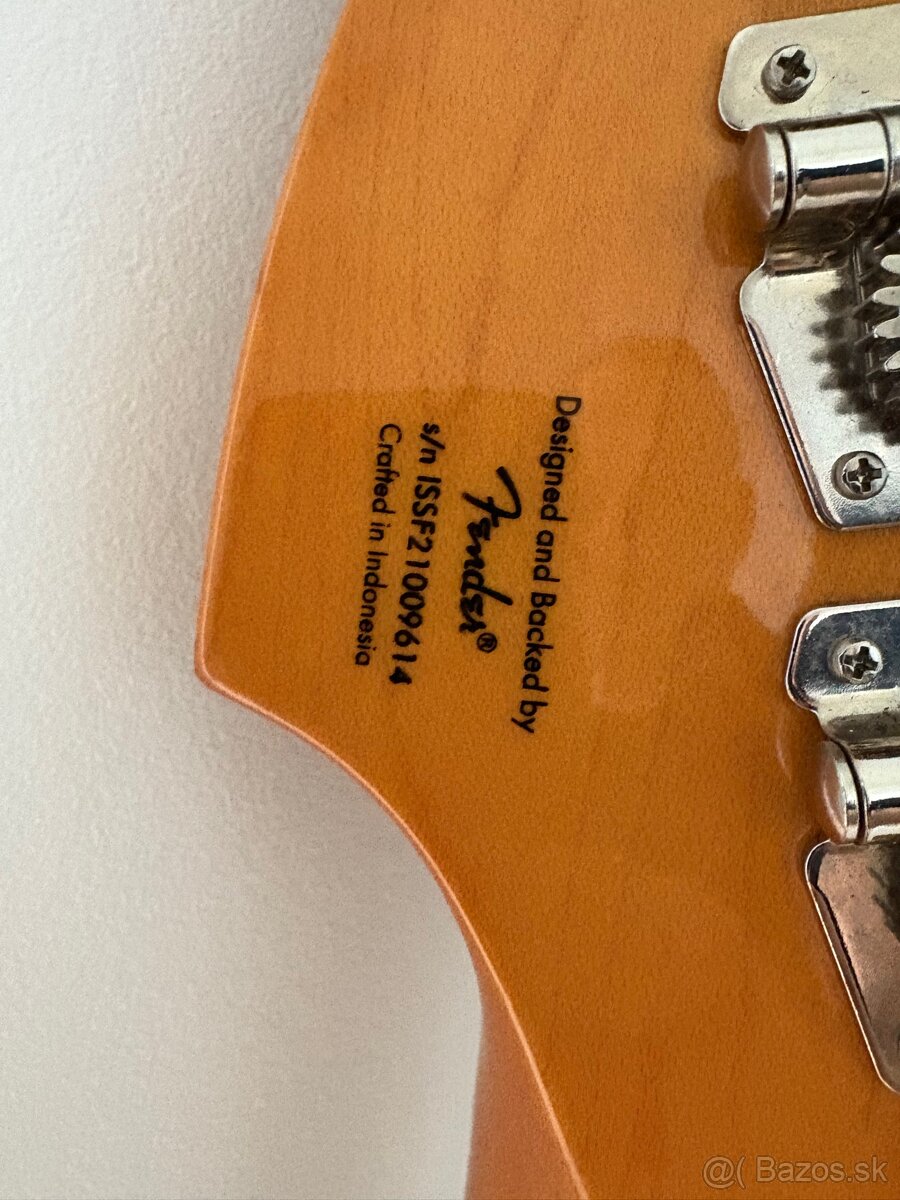 Designed and Backed by
Fender®
s/n ISSF21009614
Crafted in Indonesia
@( Bazos.sk